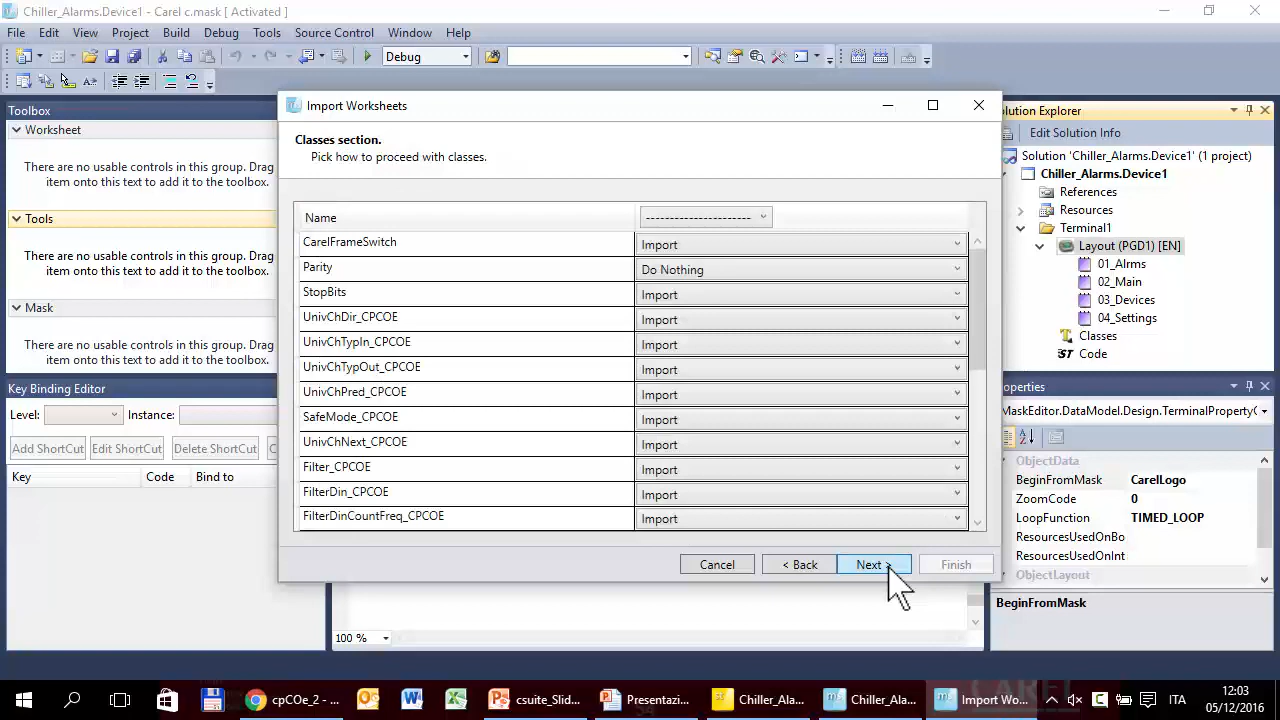 Chiller_Alarms.Device1 - Carel c.mask [ Activated ]
File Edit View Project Build Debug Tools Source Control Window Help
Debug
Toolbox
Worksheet
There are no usable controls in this group. Drag
item onto this text to add it to the toolbox.
Tools
There are no usable controls in this group. Drag
item onto this text to add it to the toolbox.
Mask
There are no usable controls in this group. Drag
item onto this text to add it to the toolbox.
Key Binding Editor
Level: Instance:
Add ShortCut Edit ShortCut Delete ShortCut
Key Code Bind to
Import Worksheets
Classes section.
Pick how to proceed with classes.
Name ----------------------
CarelFrameSwitch Import
Parity Do Nothing
StopBits Import
UnivChDir_CPCOE Import
UnivChTypIn_CPCOE Import
UnivChTypOut_CPCOE Import
UnivChPred_CPCOE Import
SafeMode_CPCOE Import
UnivChNext_CPCOE Import
Filter_CPCOE Import
FilterDin_CPCOE Import
FilterDinCountFreq_CPCOE Import
Cancel < Back Next > Finish
100 %
olution Explorer
Edit Solution Info
Solution 'Chiller_Alarms.Device1' (1 project)
Chiller_Alarms.Device1
References
Resources
Terminal1
Layout (PGD1) [EN]
01_Alrms
02_Main
03_Devices
04_Settings
Classes
ST Code
roperties
MaskEditor.DataModel.Design.TerminalProperty(
ObjectData
BeginFromMask CarelLogo
ZoomCode 0
LoopFunction TIMED_LOOP
ResourcesUsedOnBo
ResourcesUsedOnInt
ObjectLayout
BeginFromMask
cpCOe_2 - ... csuite_Slid... Presentazi... Chiller_Ala... Chiller_Ala... Import Wo... ITA
12:03
05/12/2016